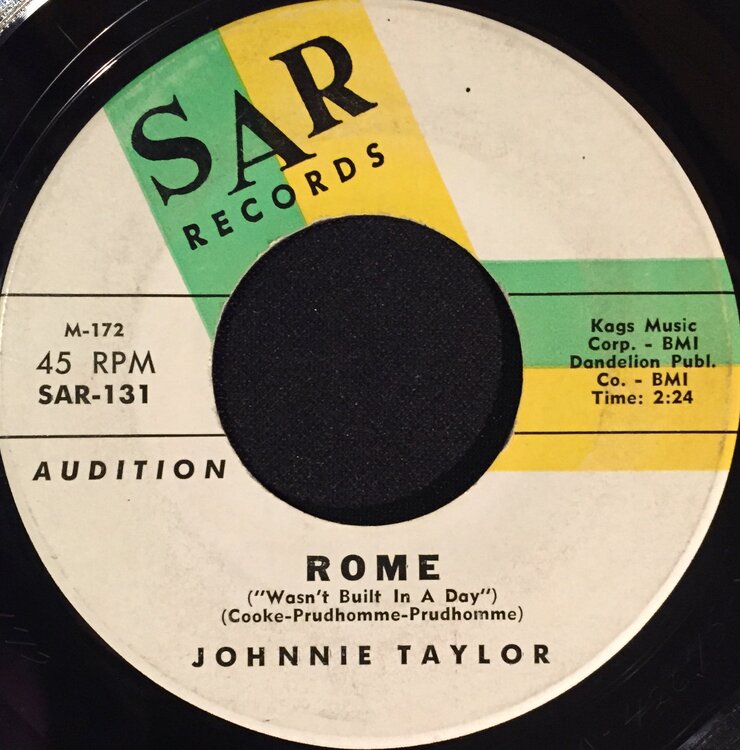 SAR
RECORDS
M-172
45 RPM
SAR-131
AUDITION
Kags Music
Corp. - BMI
Dandelion Publ.
Co. - BMI
Time: 2:24
ROME
("Wasn't Built In A Day")
(Cooke-Prudhomme-Prudhomme)
JOHNNIE TAYLOR